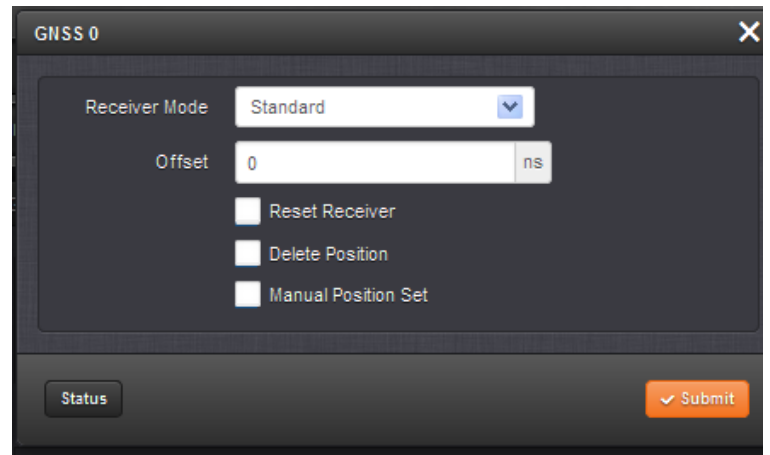 GNSS 0
Receiver Mode Standard
Offset 0 ns
Reset Receiver
Delete Position
Manual Position Set
Status Submit